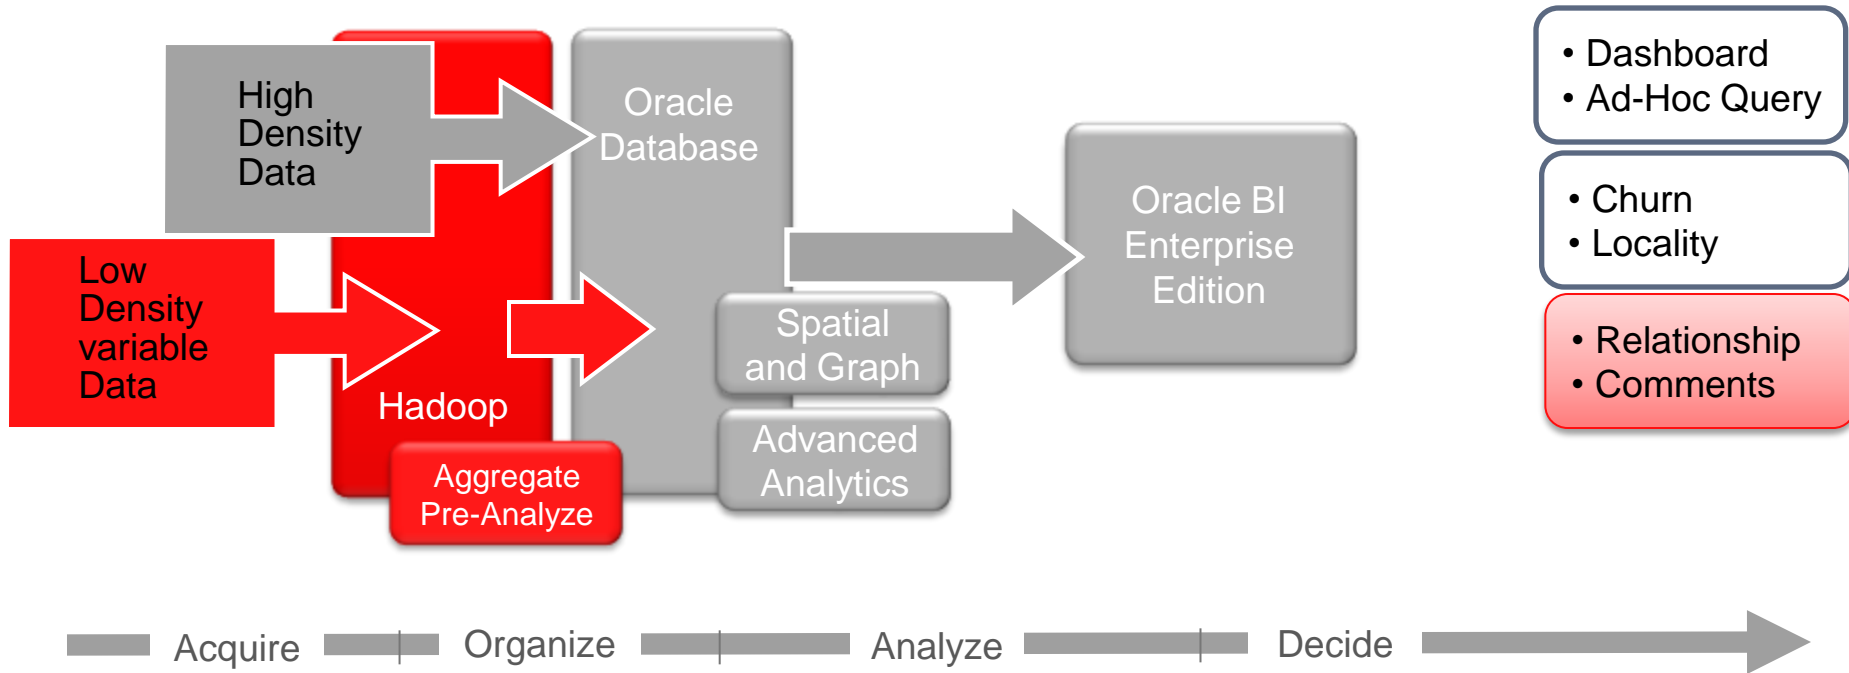 High
Density
Data
Low
Density
variable
Data
Hadoop
Aggregate
Pre-Analyze
Oracle
Database
Spatial
and Graph
Advanced
Analytics
Oracle BI
Enterprise
Edition
• Dashboard
• Ad-Hoc Query
• Churn
• Locality
• Relationship
• Comments
Acquire
Organize
Analyze
Decide